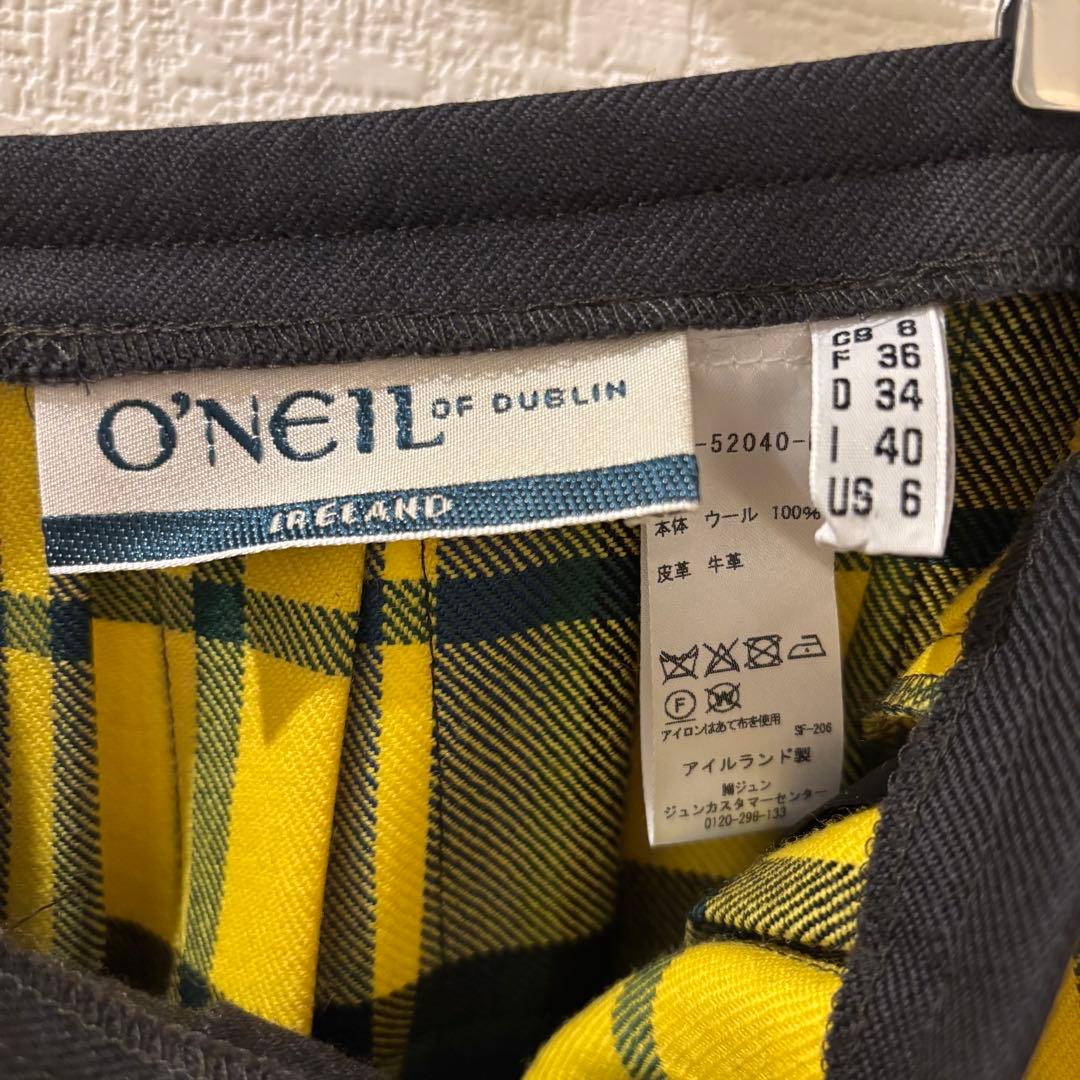 O'NEIL OF DUBLIN
IRELAND
GB 8
F 36
D 34
I 40
US 6
-52040-
本体 ウール 100%
皮革 牛革
F
W
アイロンはあて布を使用 SF-206
アイルランド製
㈱ジュン
ジュンカスタマーセンター
0120-298-133